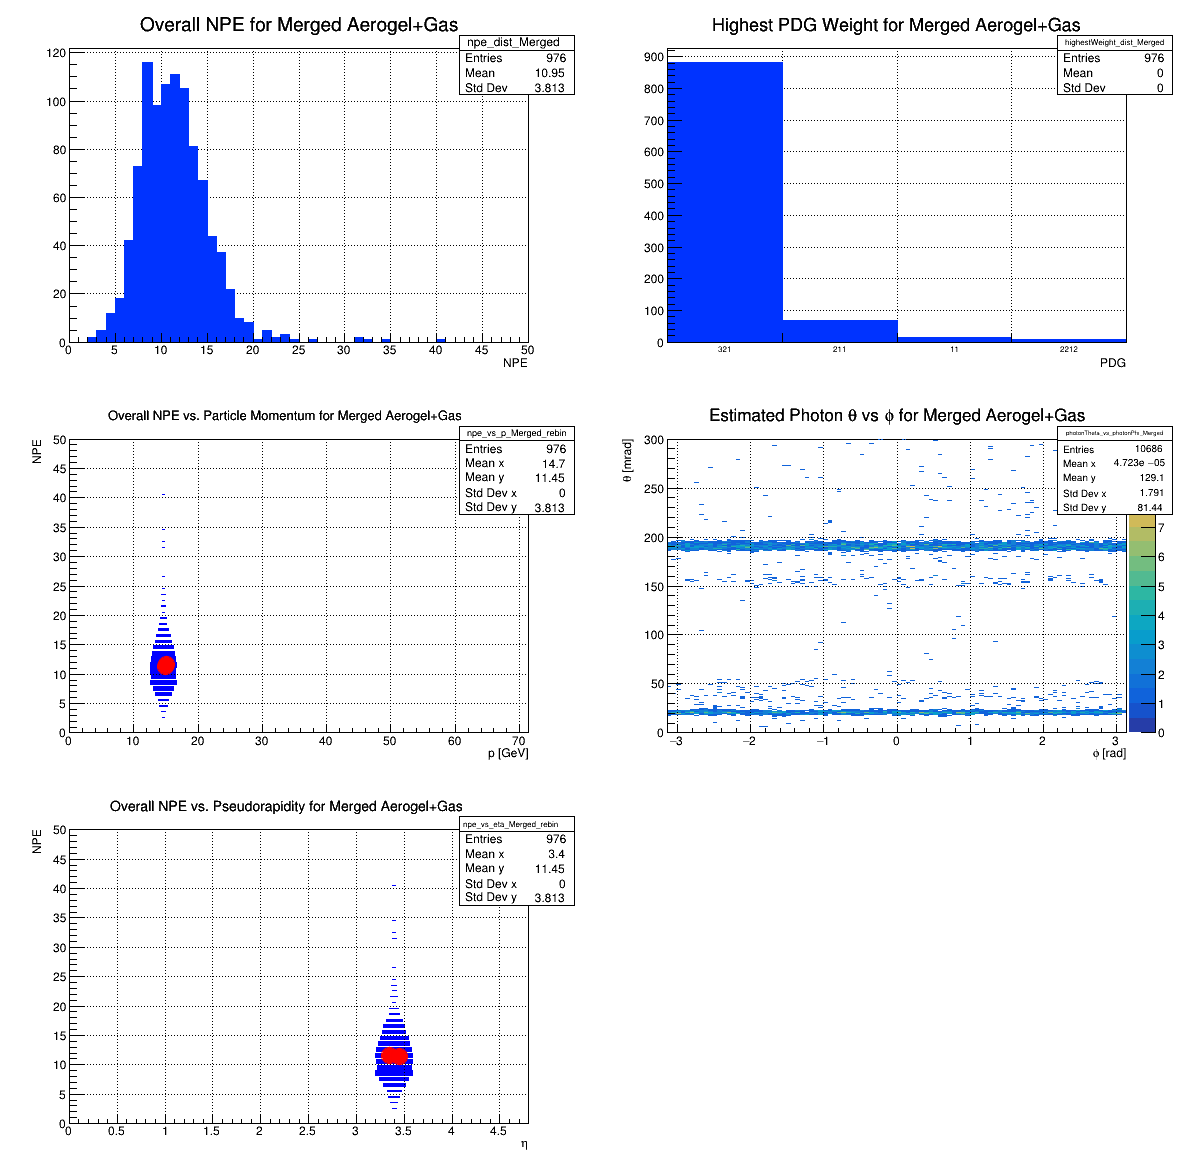 Overall NPE for Merged Aerogel+Gas
npe_dist_Merged
Entries 976
Mean 10.95
Std Dev 3.813
120
100
80
60
40
20
0
0 5 10 15 20 25 30 35 40 45 50
NPE
Highest PDG Weight for Merged Aerogel+Gas
highestWeight_dist_Merged
Entries 976
Mean 0
Std Dev 0
900
800
700
600
500
400
300
200
100
0
321 211 11 2212
PDG
Overall NPE vs. Particle Momentum for Merged Aerogel+Gas
npe_vs_p_Merged_rebin
Entries 976
Mean x 14.7
Mean y 11.45
Std Dev x 0
Std Dev y 3.813
NPE
50
45
40
35
30
25
20
15
10
5
0
0 10 20 30 40 50 60 70
p [GeV]
Estimated Photon θ vs ϕ for Merged Aerogel+Gas
photonTheta_vs_photonPhi_Merged
Entries 10686
Mean x 4.723e −05
Mean y 129.1
Std Dev x 1.791
Std Dev y 81.44
θ [mrad]
300
250
200
150
100
50
0
−3 −2 −1 0 1 2 3
ϕ [rad]
7
6
5
4
3
2
1
0
Overall NPE vs. Pseudorapidity for Merged Aerogel+Gas
npe_vs_eta_Merged_rebin
Entries 976
Mean x 3.4
Mean y 11.45
Std Dev x 0
Std Dev y 3.813
NPE
50
45
40
35
30
25
20
15
10
5
0
0 0.5 1 1.5 2 2.5 3 3.5 4 4.5
η